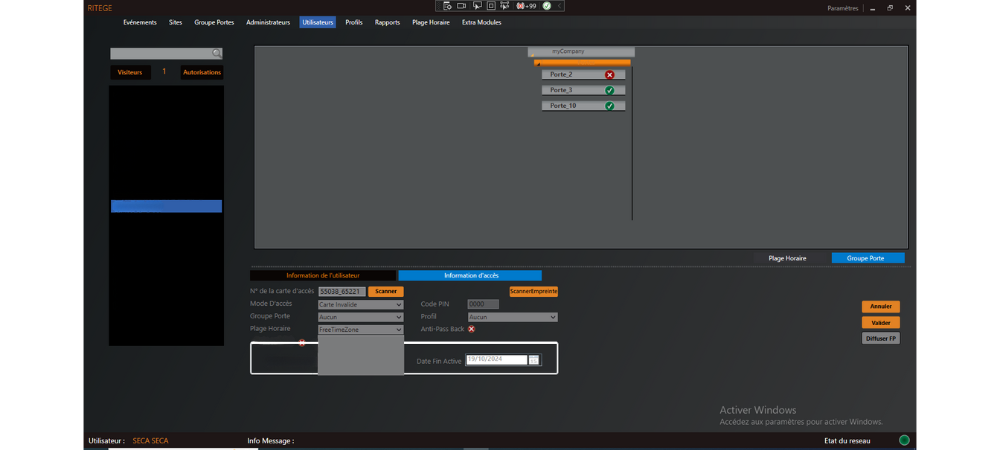 RITEGE
+99
Paramètres
Evénements Sites Groupe Portes Administrateurs Utilisateurs Profils Rapports Plage Horaire Extra Modules
myCompany
Visiteurs 1 Autorisations
Porte_2
Porte_3
Porte_10
Plage Horaire Groupe Porte
Information de l'utilisateur Information d'accès
N° de la carte d'accès 55038_65221 Scanner ScannerEmpreinte
Mode D'accès Carte Invalide Code PIN 0000
Groupe Porte Aucun Profil Aucun
Plage Horaire FreeTimeZone Anti-Pass Back
Annuler
Valider
Diffuser FP
Date Fin Active 19/10/2024
Activer Windows
Accédez aux paramètres pour activer Windows.
Utilisateur : SECA SECA Info Message : Etat du reseau